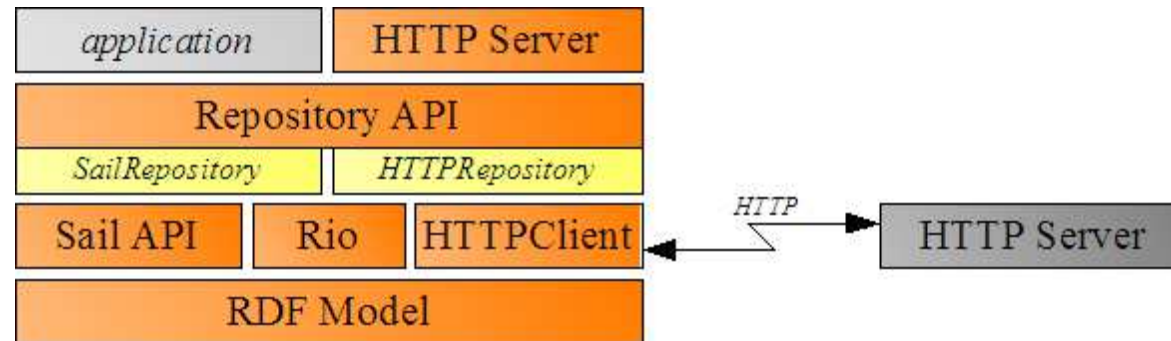 application
HTTP Server
Repository API
SailRepository
HTTPRepository
Sail API
Rio
HTTPClient
HTTP
HTTP Server
RDF Model